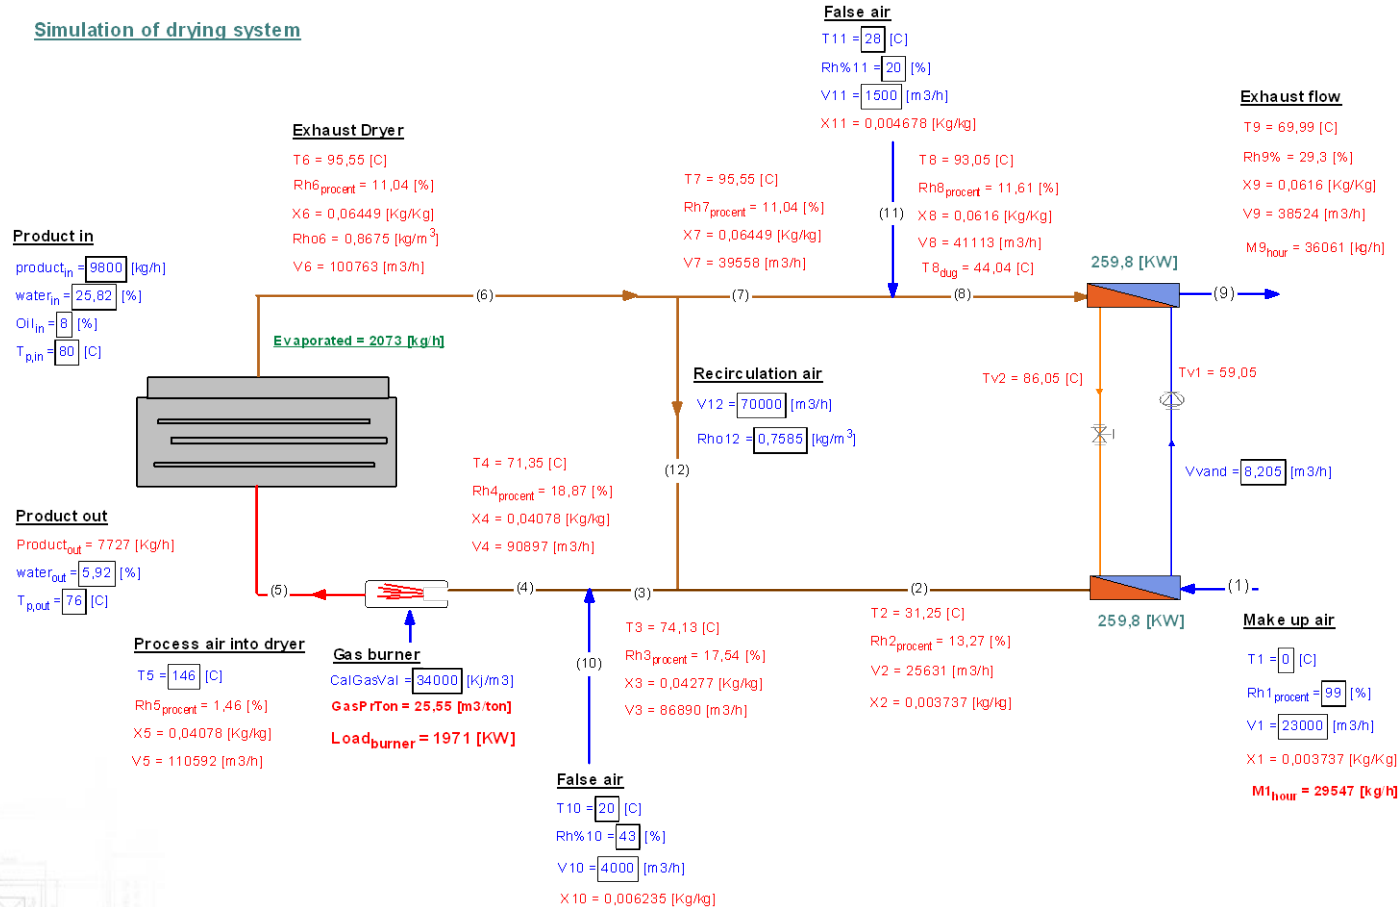 Simulation of drying system
False air
T11 = 28 [C]
Rh%11 = 20 [%]
V11 = 1500 [m3/h]
X11 = 0,004678 [Kg/kg]
Exhaust flow
T9 = 69,99 [C]
Rh9% = 29,3 [%]
X9 = 0,0616 [Kg/Kg]
V9 = 38524 [m3/h]
M9hour = 36061 [kg/h]
Exhaust Dryer
T6 = 95,55 [C]
Rh6procent = 11,04 [%]
X6 = 0,06449 [Kg/Kg]
Rho6 = 0,8675 [kg/m3]
V6 = 100763 [m3/h]
T7 = 95,55 [C]
Rh7procent = 11,04 [%]
X7 = 0,06449 [Kg/kg]
V7 = 39558 [m3/h]
(11)
T8 = 93,05 [C]
Rh8procent = 11,61 [%]
X8 = 0,0616 [Kg/Kg]
V8 = 41113 [m3/h]
T8dug = 44,04 [C]
Product in
productin = 9800 [kg/h]
waterin = 25,82 [%]
Oilin = 8 [%]
Tp,in = 80 [C]
259,8 [KW]
(6)
(7)
(8)
(9)
Evaporated = 2073 [kg/h]
Recirculation air
V12 = 70000 [m3/h]
Rho12 = 0,7585 [kg/m3]
(12)
Tv2 = 86,05 [C]
Tv1 = 59,05
Vvand = 8,205 [m3/h]
T4 = 71,35 [C]
Rh4procent = 18,87 [%]
X4 = 0,04078 [Kg/kg]
V4 = 90897 [m3/h]
Product out
Productout = 7727 [Kg/h]
waterout = 5,92 [%]
Tp,out = 76 [C]
(5)
(4)
(3)
(2)
(1)
259,8 [KW]
Process air into dryer
T5 = 146 [C]
Rh5procent = 1,46 [%]
X5 = 0,04078 [Kg/kg]
V5 = 110592 [m3/h]
Gas burner
CalGasVal = 34000 [Kj/m3]
GasPrTon = 25,55 [m3/ton]
Loadburner = 1971 [KW]
(10)
T3 = 74,13 [C]
Rh3procent = 17,54 [%]
X3 = 0,04277 [Kg/kg]
V3 = 86890 [m3/h]
T2 = 31,25 [C]
Rh2procent = 13,27 [%]
V2 = 25631 [m3/h]
X2 = 0,003737 [kg/kg]
Make up air
T1 = 0 [C]
Rh1procent = 99 [%]
V1 = 23000 [m3/h]
X1 = 0,003737 [Kg/Kg]
M1hour = 29547 [kg/h]
False air
T10 = 20 [C]
Rh%10 = 43 [%]
V10 = 4000 [m3/h]
X10 = 0,006235 [Kg/kg]